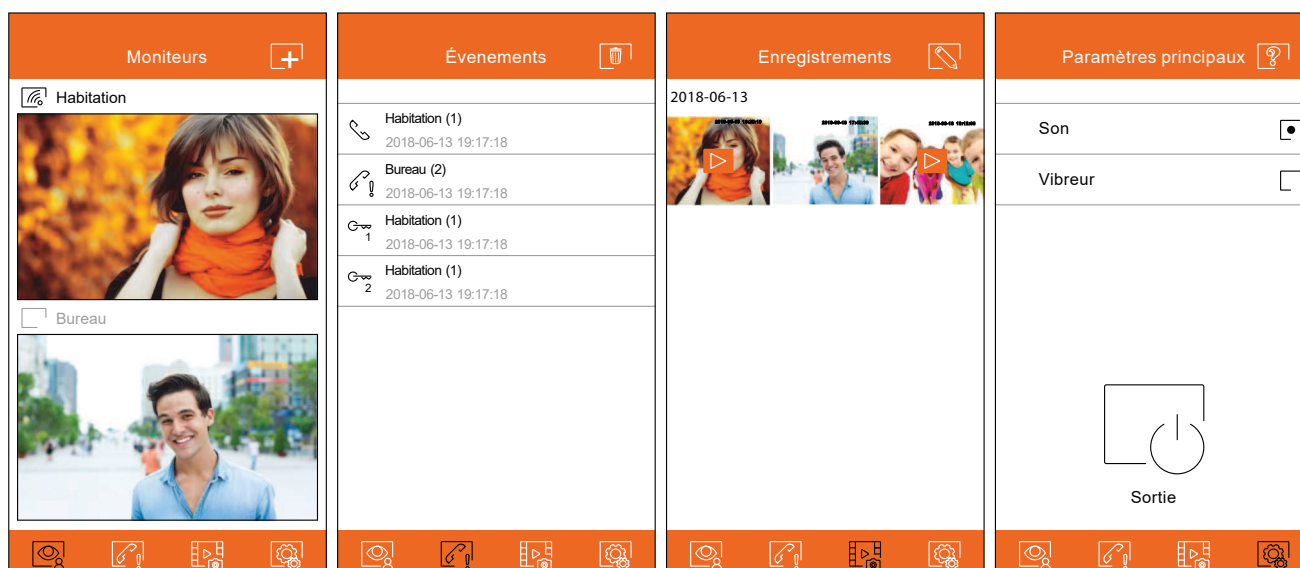 Moniteurs
Habitation
Bureau
Évenements
Habitation (1)
2018-06-13 19:17:18
Bureau (2)
2018-06-13 19:17:18
1
Habitation (1)
2018-06-13 19:17:18
2
Habitation (1)
2018-06-13 19:17:18
Enregistrements
2018-06-13
Paramètres principaux
Son
Vibreur
Sortie